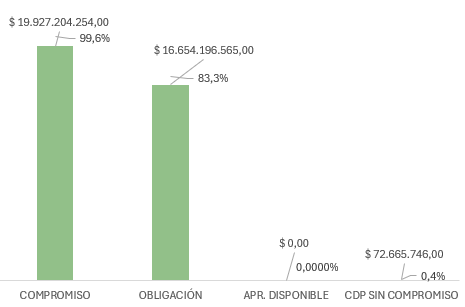 $ 19.927.204.254,00
99,6%
$ 16.654.196.565,00
83,3%
$ 0,00
0,0000%
$ 72.665.746,00
0,4%
COMPROMISO
OBLIGACIÓN
APR. DISPONIBLE
CDP SIN COMPROMISO